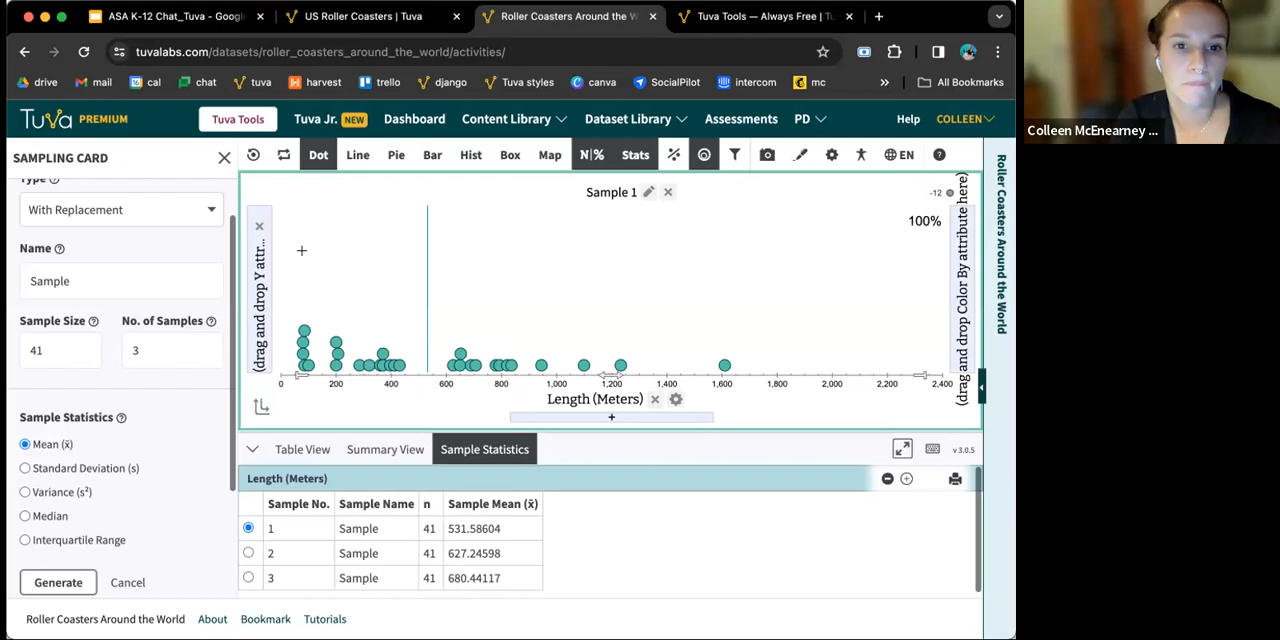 ASA K-12 Chat_Tuva - Googl
US Roller Coasters | Tuva
Roller Coasters Around the W
Tuva Tools — Always Free | Tu
tuvalabs.com/datasets/roller_coasters_around_the_world/activities/
drive
mail
cal
chat
tuva
harvest
trello
django
Tuva styles
canva
SocialPilot
intercom
mc
All Bookmarks
Tuva PREMIUM
Tuva Tools
Tuva Jr. NEW
Dashboard
Content Library
Dataset Library
Assessments
PD
Help
COLLEEN
Colleen McEnearney ...
SAMPLING CARD
Dot
Line
Pie
Bar
Hist
Box
Map
N|%
Stats
EN
Type
With Replacement
Name
Sample
Sample Size
No. of Samples
41
3
Sample Statistics
Mean (x̄)
Standard Deviation (s)
Variance (s²)
Median
Interquartile Range
Generate
Cancel
Sample 1
-12
100%
(drag and drop Y attr...
(drag and drop Color By attribute here)
Roller Coasters Around the World
0 200 400 600 800 1,000 1,200 1,400 1,600 1,800 2,000 2,200 2,400
Length (Meters)
+
Table View
Summary View
Sample Statistics
v 3.0.5
Length (Meters)
Sample No. Sample Name n Sample Mean (x̄)
1 Sample 41 531.58604
2 Sample 41 627.24598
3 Sample 41 680.44117
Roller Coasters Around the World
About
Bookmark
Tutorials